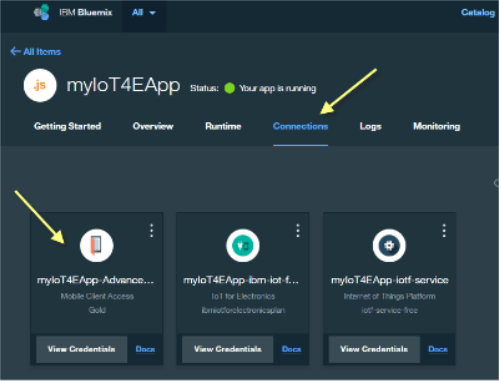 IBM Bluemix All Catalog
All Items
.js myIoT4EApp Status: Your app is running
Getting Started Overview Runtime Connections Logs Monitoring
myIoT4EApp-Advance... myIoT4EApp-ibm-iot-f... myIoT4EApp-iotf-service
Mobile Client Access IoT for Electronics Internet of Things Platform
Gold ibmiotforelectronicsplan iotf-service-free
View Credentials Docs View Credentials Docs View Credentials Docs